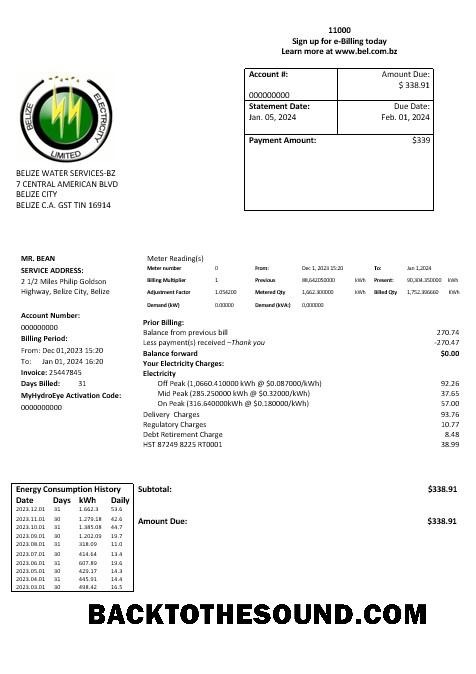 11000
Sign up for e-Billing today
Learn more at www.bel.com.bz
Account #:
000000000
Amount Due:
$ 338.91
Statement Date:
Jan. 05, 2024
Due Date:
Feb. 01, 2024
Payment Amount: $339
BELIZE ELECTRICITY
LIMITED
BELIZE WATER SERVICES-BZ
7 CENTRAL AMERICAN BLVD
BELIZE CITY
BELIZE C.A. GST TIN 16914
MR. BEAN
SERVICE ADDRESS:
2 1/2 Miles Philip Goldson
Highway, Belize City, Belize
Account Number:
000000000
Billing Period:
From: Dec 01,2023 15:20
To: Jan 01, 2024 16:20
Invoice: 25447845
Days Billed: 31
MyHydroEye Activation Code:
0000000000
Meter Reading(s)
Meter number 0 From: Dec 1,2023 15:20 To: Jan 1,2024
Billing Multiplier 1 Previous 88,642050000 kWh Present: 90,304.350000 kWh
Adjustment Factor 1.054200 Metered Qty 1,662.300000 kWh Billed Qty 1,752.396660 kWh
Demand (kW) 0.00000 Demand (kVA:) 0,000000
Prior Billing:
Balance from previous bill 270.74
Less payment(s) received –Thank you -270.47
Balance forward $0.00
Your Electricity Charges:
Electricity
Off Peak (1,0660.410000 kWh @ $0.087000/kWh) 92.26
Mid Peak (285.250000 kWh @ $0.32000/kWh) 37.65
On Peak (316.640000kWh @ $0.180000/kWh) 57.00
Delivery Charges 93.76
Regulatory Charges 10.77
Debt Retirement Charge 8.48
HST 87249 8225 RT0001 38.99
Energy Consumption History
Date Days kWh Daily
2023.12.01 31 1.662.3 53.6
2023.11.01 30 1.279.18 42.6
2023.10.01 31 1.385.08 44.7
2023.09.01 30 1.202.09 19.7
2023.08.01 31 318.09 11.0
2023.07.01 30 414.64 13.4
2023.06.01 31 607.89 19.6
2023.05.01 30 429.17 14.3
2023.04.01 31 445.91 14.4
2023.03.01 30 498.42 16.5
Subtotal: $338.91
Amount Due: $338.91
BACKTOTHESOUND.COM